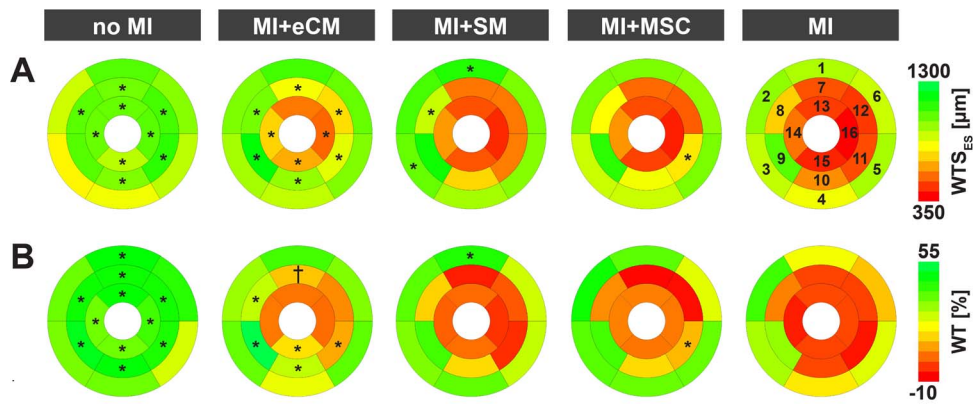 no MI MI+eCM MI+SM MI+MSC MI
A
* * * * * * * *
* * * * * * * * *
* * *
*
1 2 3 4 5 6 7 8 9 10 11 12 13 14 15 16
1300
WTS_ES [µm]
350
B
* * * * * * * * * * *
† * * * * *
*
*
55
WT [%]
-10